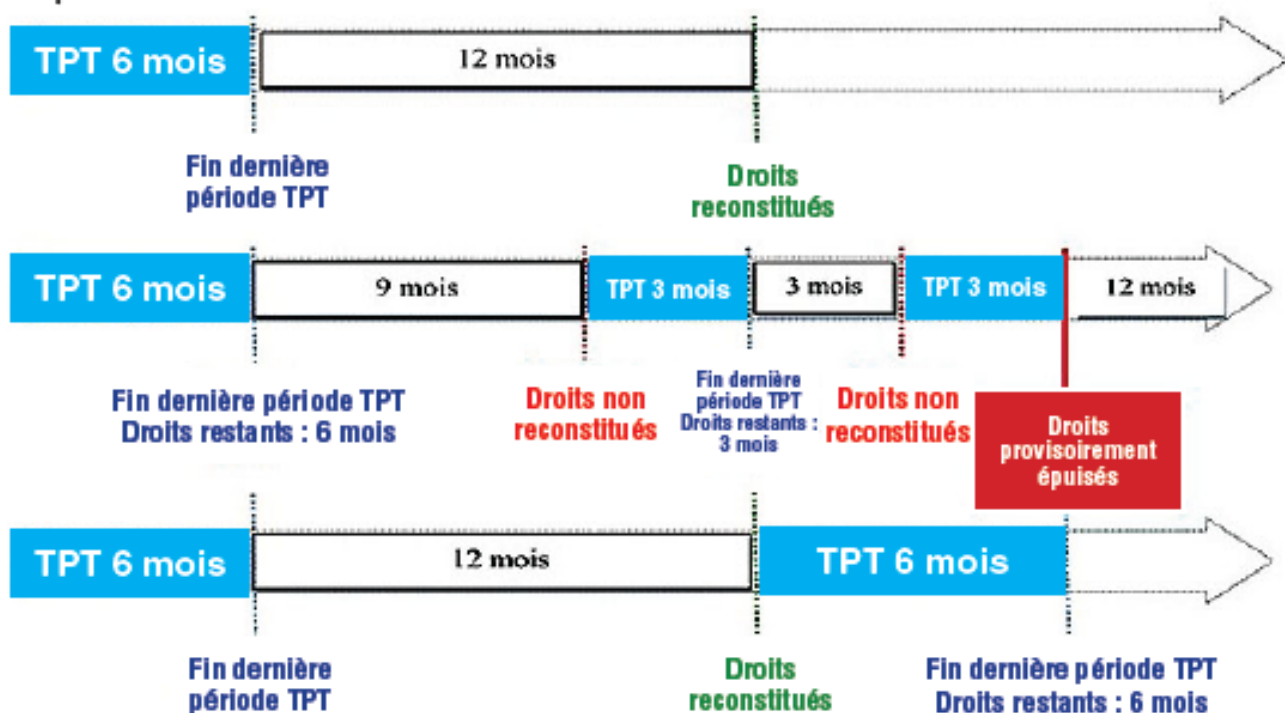 TPT 6 mois
12 mois
Fin dernière
période TPT
Droits
reconstitués
TPT 6 mois
9 mois
TPT 3 mois
3 mois
TPT 3 mois
12 mois
Fin dernière période TPT
Droits restants : 6 mois
Droits non
reconstitués
Fin dernière
période TPT
Droits restants :
3 mois
Droits non
reconstitués
Droits
provisoirement
épuisés
TPT 6 mois
12 mois
TPT 6 mois
Fin dernière
période TPT
Droits
reconstitués
Fin dernière période TPT
Droits restants : 6 mois